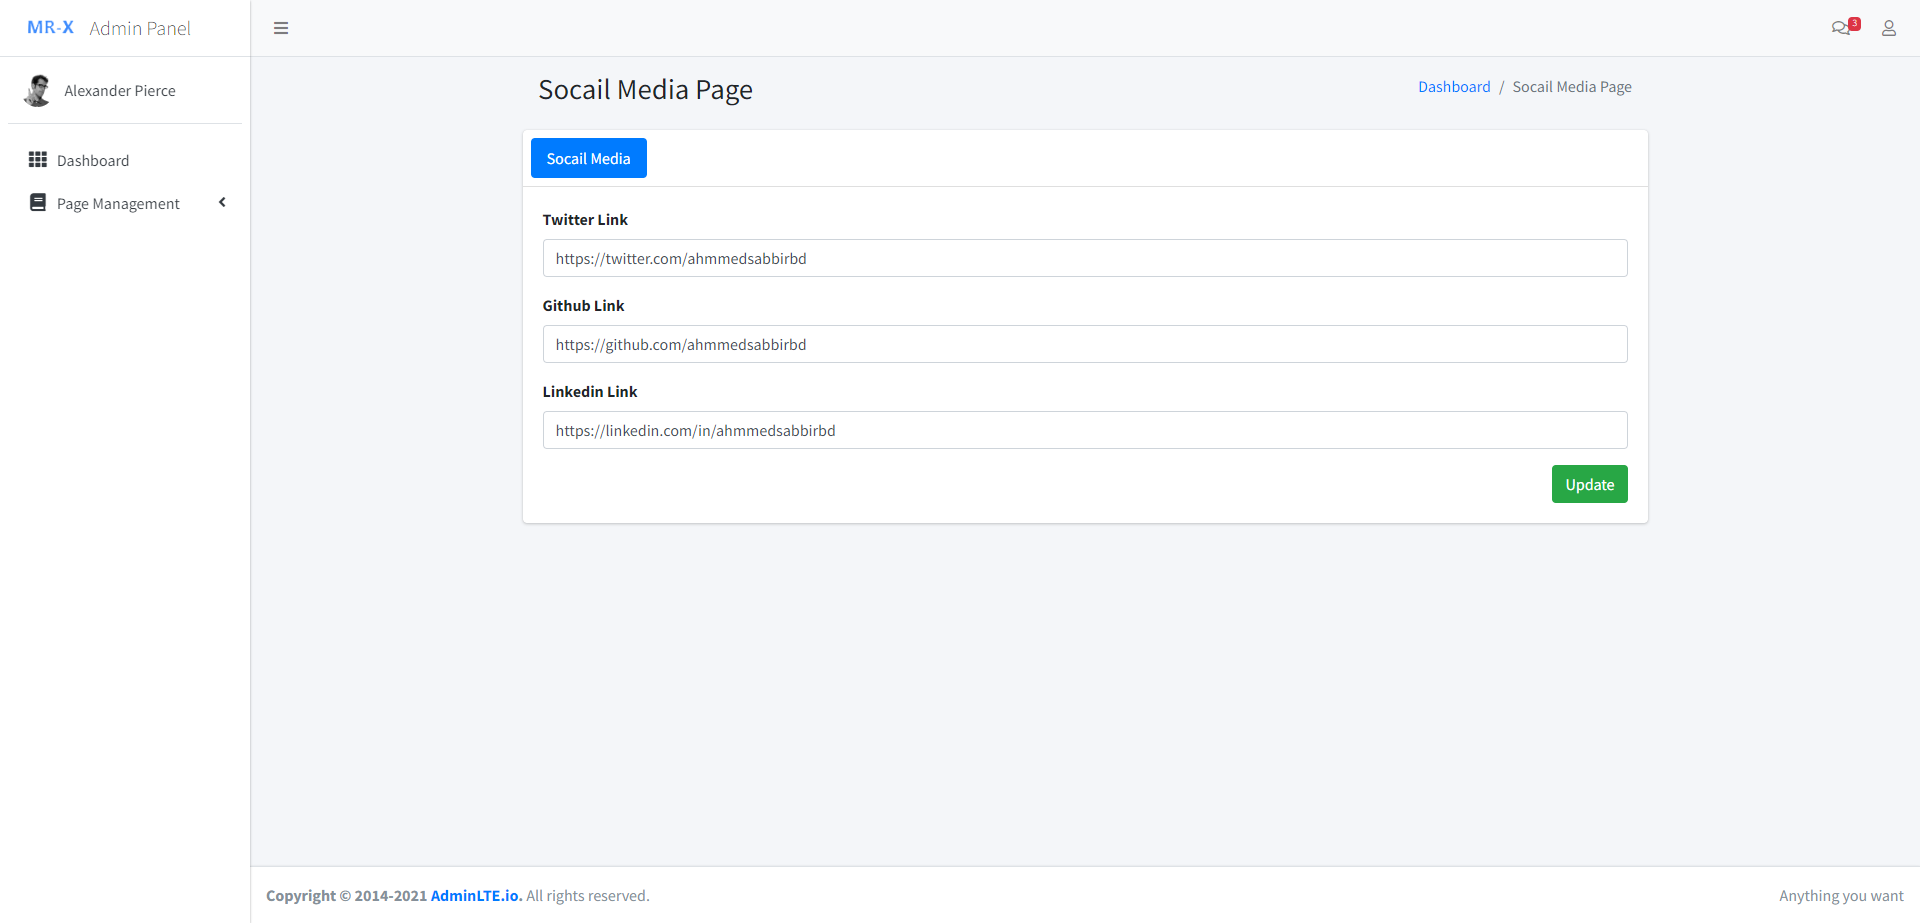 MR-X Admin Panel
3
Alexander Pierce
Dashboard
Page Management
Socail Media Page
Dashboard / Socail Media Page
Socail Media
Twitter Link
https://twitter.com/ahmmedsabbirbd
Github Link
https://github.com/ahmmedsabbirbd
Linkedin Link
https://linkedin.com/in/ahmmedsabbirbd
Update
Copyright © 2014-2021 AdminLTE.io. All rights reserved.
Anything you want